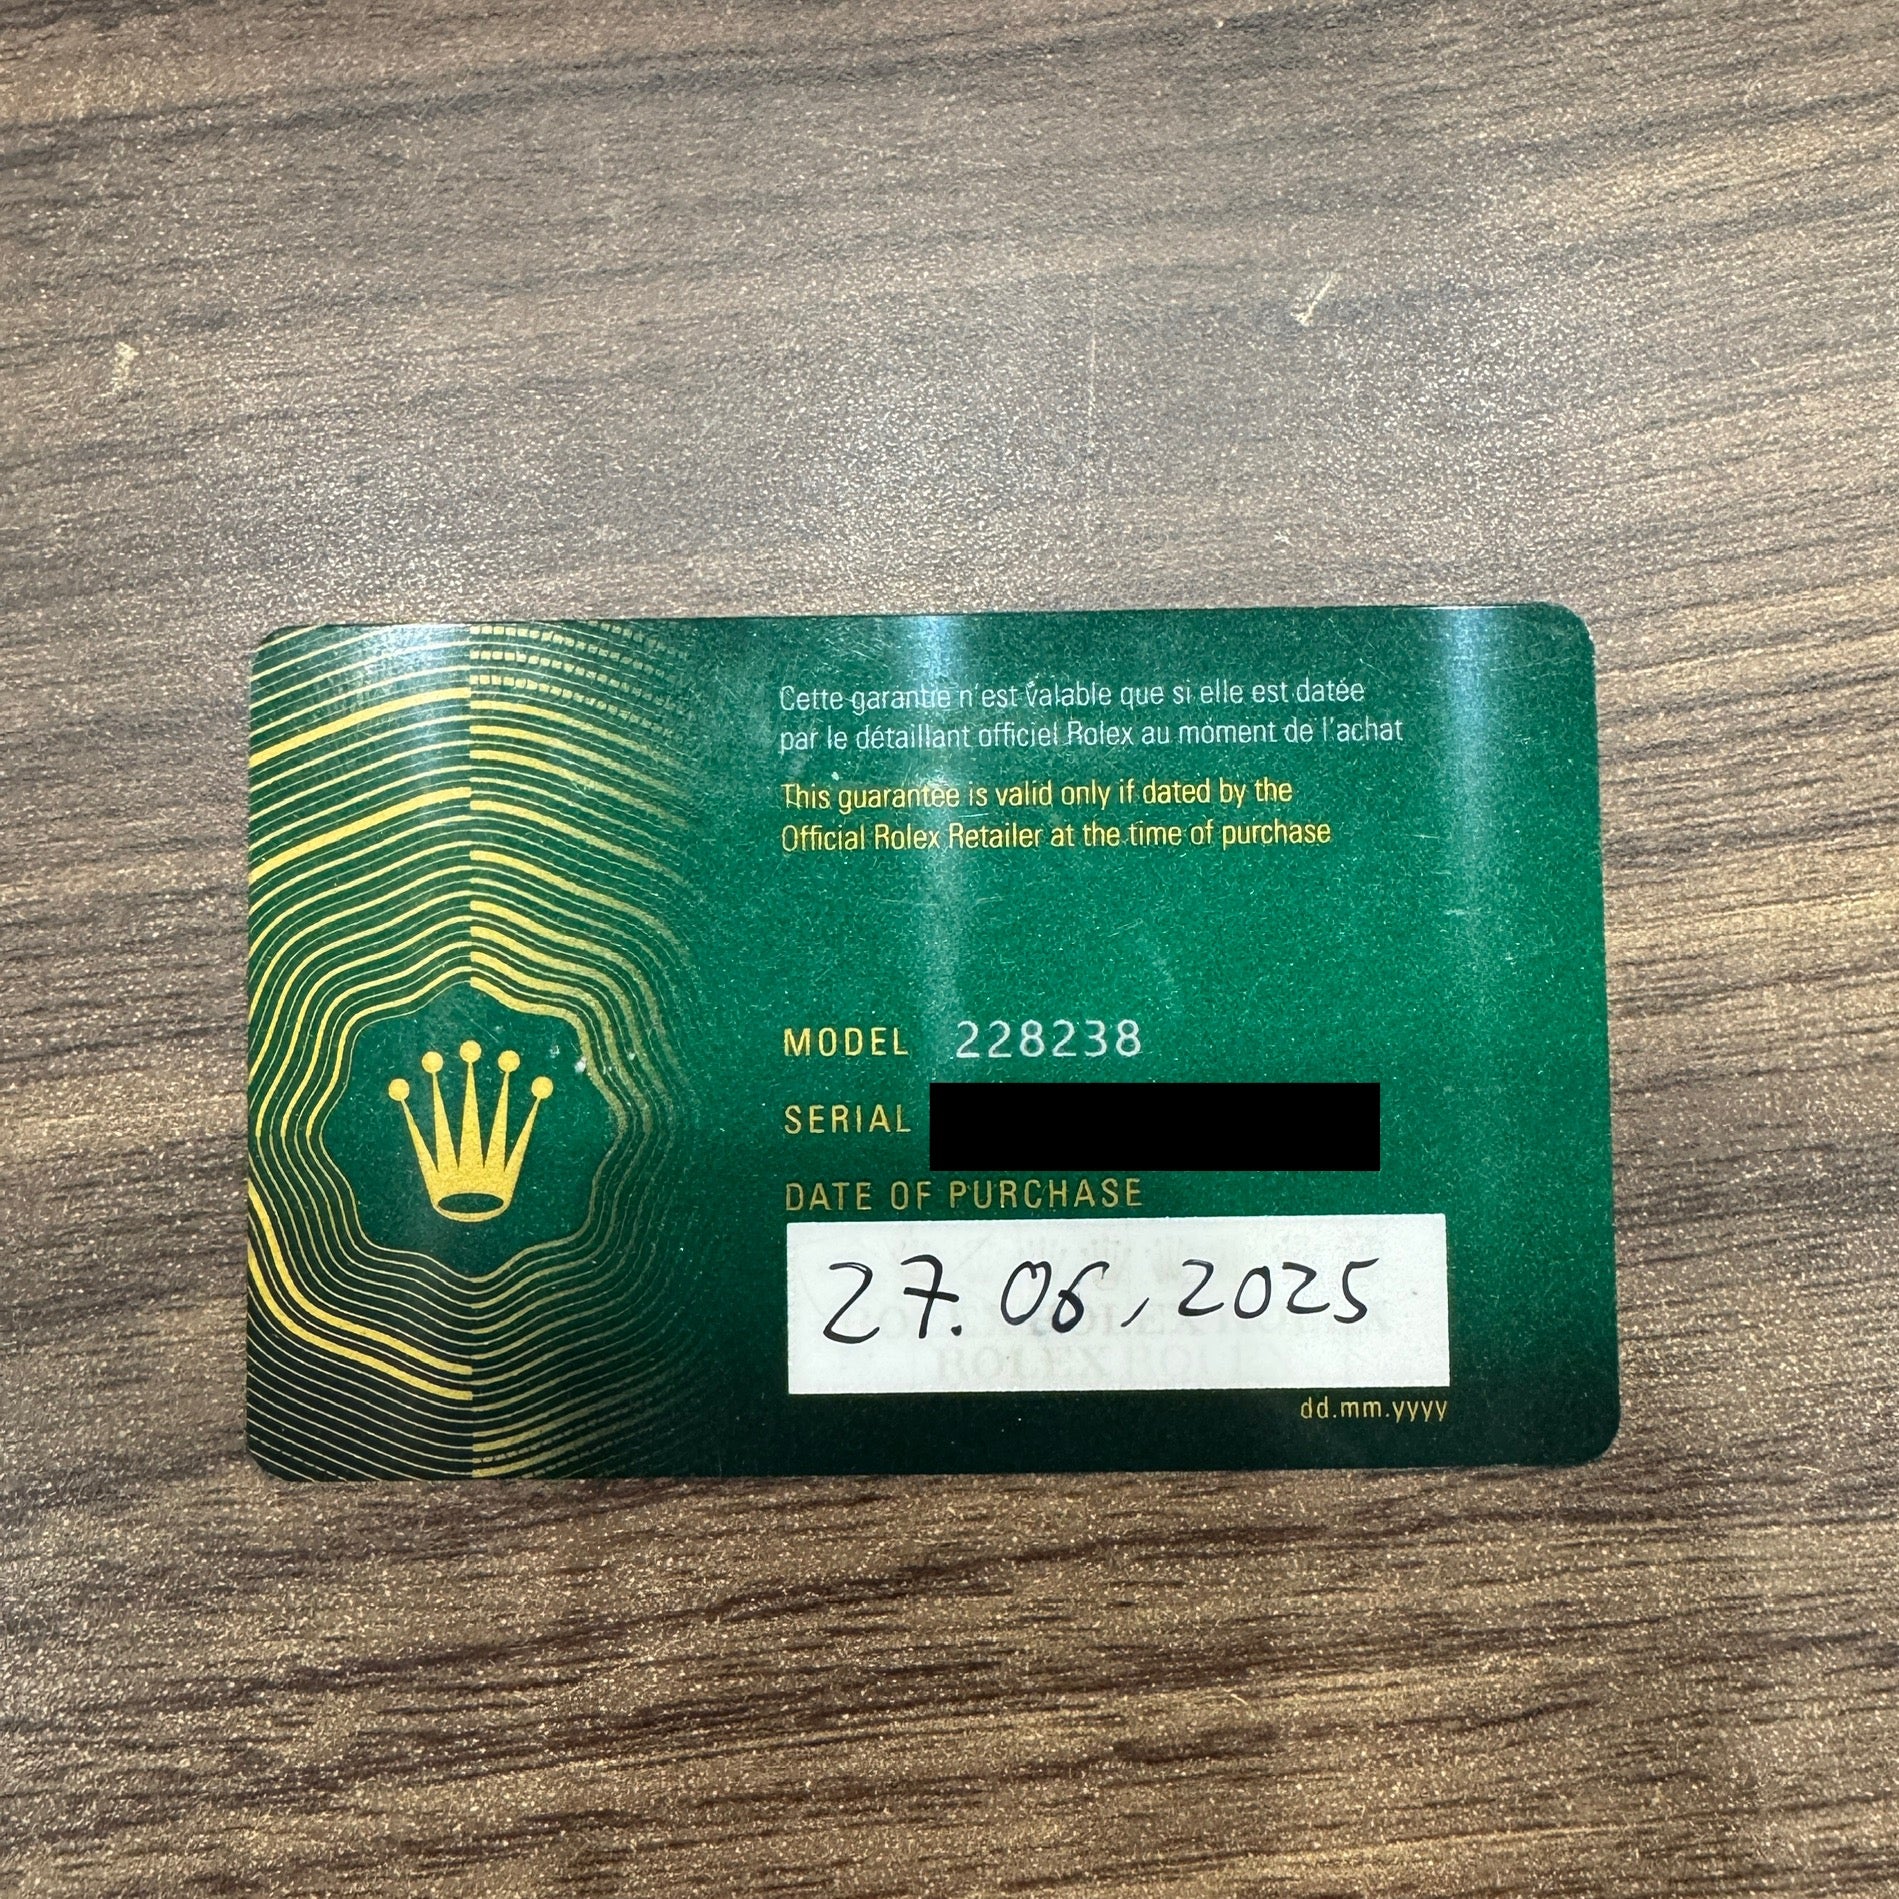 Cette garantie n'est valable que si elle est datée
par le détaillant officiel Rolex au moment de l'achat
This guarantee is valid only if dated by the
Official Rolex Retailer at the time of purchase
MODEL 228238
SERIAL
DATE OF PURCHASE
27.06,2025
ROLEX ROLEX
dd.mm.yyyy